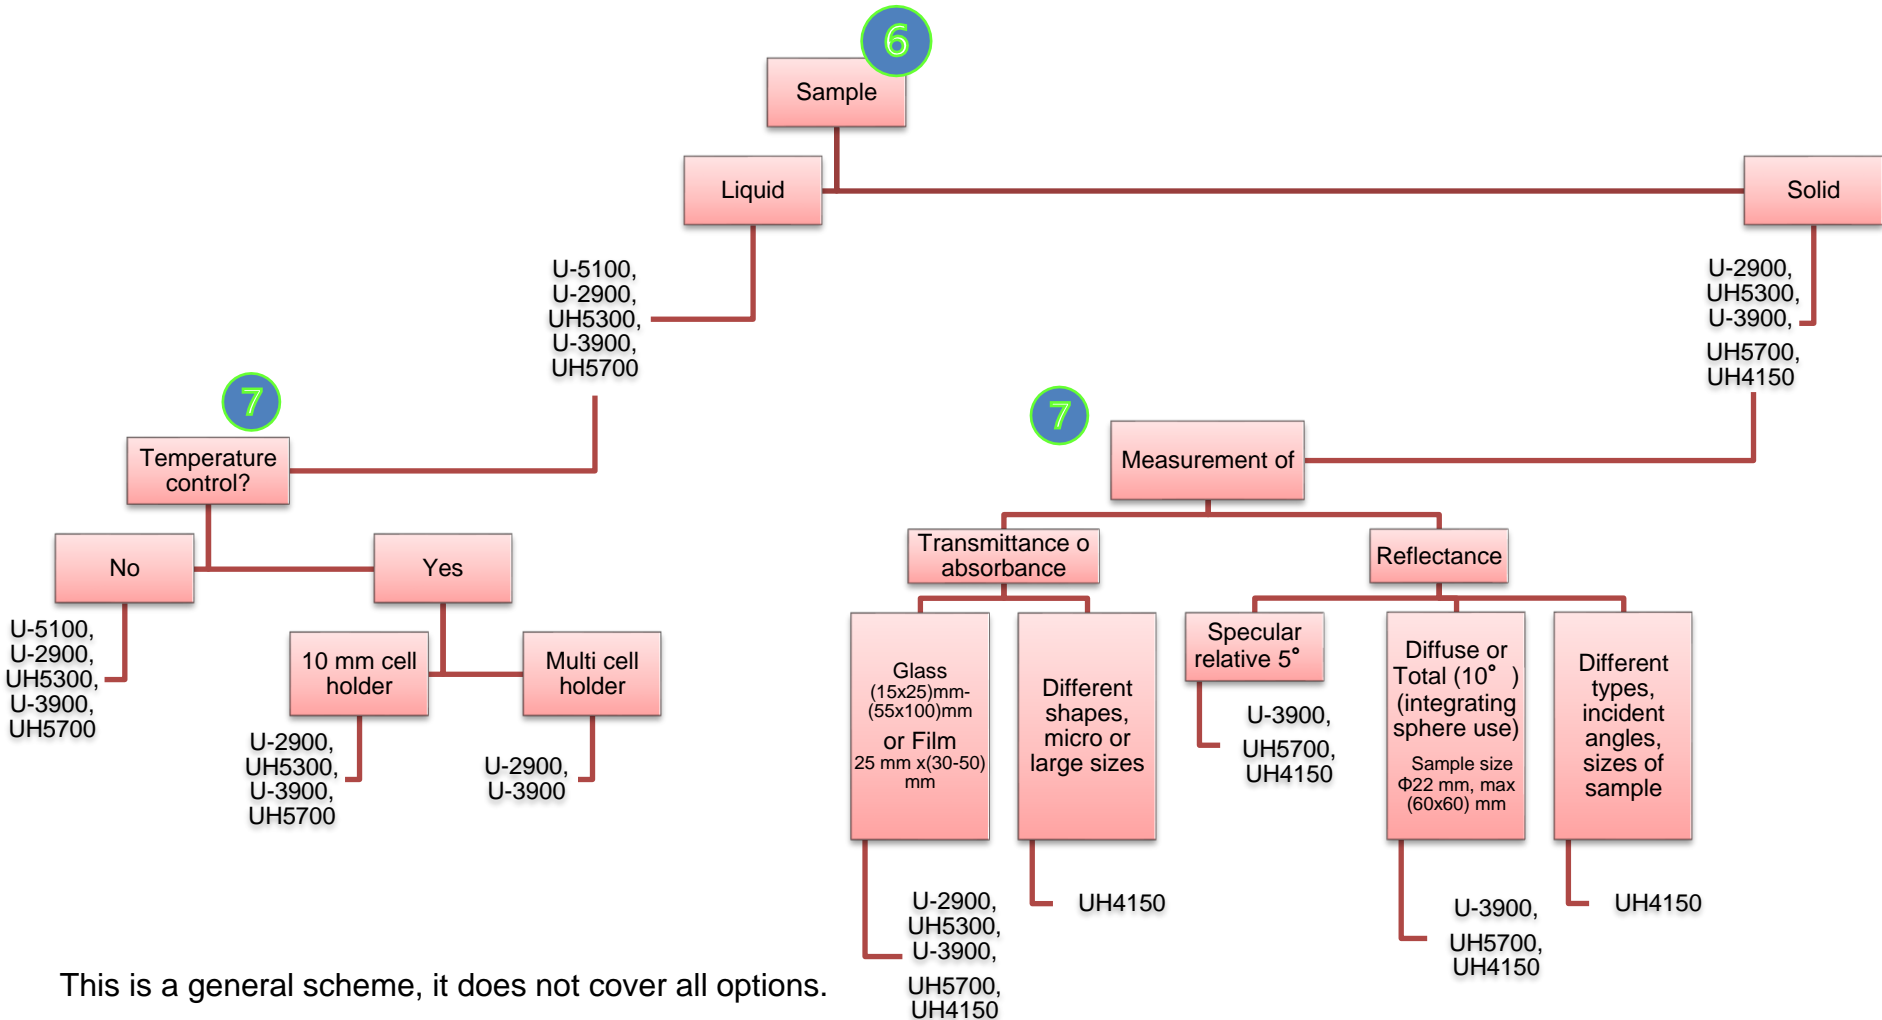 6
Sample
Liquid
Solid
U-5100,
U-2900,
UH5300,
U-3900,
UH5700
U-2900,
UH5300,
U-3900,
UH5700,
UH4150
7
Temperature
control?
No
Yes
U-5100,
U-2900,
UH5300,
U-3900,
UH5700
10 mm cell
holder
Multi cell
holder
U-2900,
UH5300,
U-3900,
UH5700
U-2900,
U-3900
7
Measurement of
Transmittance o
absorbance
Reflectance
Glass
(15x25)mm-
(55x100)mm
or Film
25 mm x(30-50)
mm
Different
shapes,
micro or
large sizes
Specular
relative 5°
U-3900,
UH5700,
UH4150
Diffuse or
Total (10° )
(integrating
sphere use)
Sample size
Φ22 mm, max
(60x60) mm
Different
types,
incident
angles,
sizes of
sample
U-2900,
UH5300,
U-3900,
UH5700,
UH4150
UH4150
U-3900,
UH5700,
UH4150
UH4150
This is a general scheme, it does not cover all options.